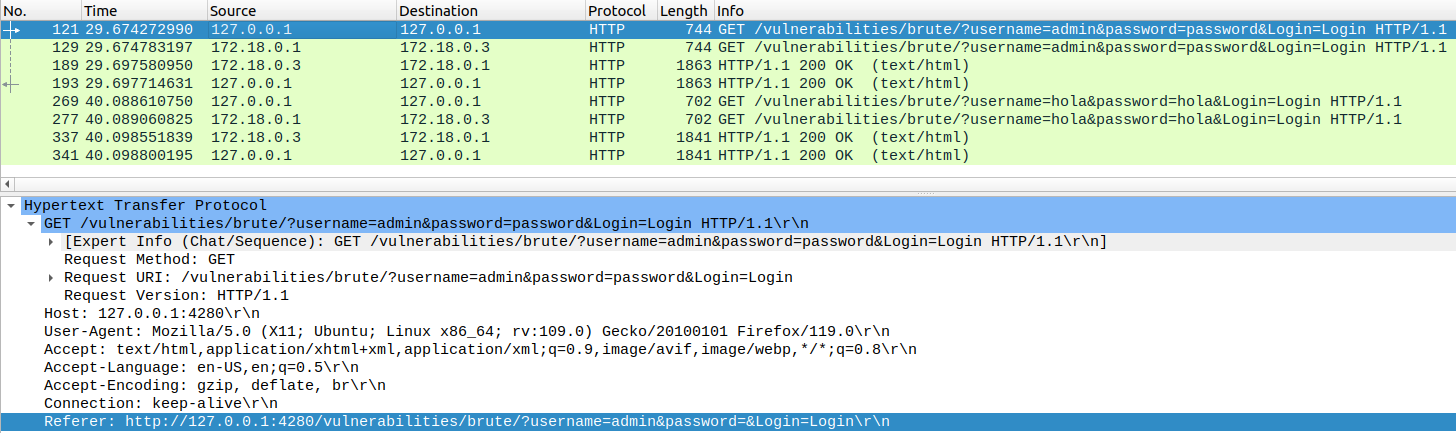 No. Time Source Destination Protocol Length Info
121 29.674272990 127.0.0.1 127.0.0.1 HTTP 744 GET /vulnerabilities/brute/?username=admin&password=password&Login=Login HTTP/1.1
129 29.674783197 172.18.0.1 172.18.0.3 HTTP 744 GET /vulnerabilities/brute/?username=admin&password=password&Login=Login HTTP/1.1
189 29.697580950 172.18.0.3 172.18.0.1 HTTP 1863 HTTP/1.1 200 OK (text/html)
193 29.697714631 127.0.0.1 127.0.0.1 HTTP 1863 HTTP/1.1 200 OK (text/html)
269 40.088610750 127.0.0.1 127.0.0.1 HTTP 702 GET /vulnerabilities/brute/?username=hola&password=hola&Login=Login HTTP/1.1
277 40.089060825 172.18.0.1 172.18.0.3 HTTP 702 GET /vulnerabilities/brute/?username=hola&password=hola&Login=Login HTTP/1.1
337 40.098551839 172.18.0.3 172.18.0.1 HTTP 1841 HTTP/1.1 200 OK (text/html)
341 40.098800195 127.0.0.1 127.0.0.1 HTTP 1841 HTTP/1.1 200 OK (text/html)
Hypertext Transfer Protocol
GET /vulnerabilities/brute/?username=admin&password=password&Login=Login HTTP/1.1\r\n
[Expert Info (Chat/Sequence): GET /vulnerabilities/brute/?username=admin&password=password&Login=Login HTTP/1.1\r\n]
Request Method: GET
Request URI: /vulnerabilities/brute/?username=admin&password=password&Login=Login
Request Version: HTTP/1.1
Host: 127.0.0.1:4280\r\n
User-Agent: Mozilla/5.0 (X11; Ubuntu; Linux x86_64; rv:109.0) Gecko/20100101 Firefox/119.0\r\n
Accept: text/html,application/xhtml+xml,application/xml;q=0.9,image/avif,image/webp,*/*;q=0.8\r\n
Accept-Language: en-US,en;q=0.5\r\n
Accept-Encoding: gzip, deflate, br\r\n
Connection: keep-alive\r\n
Referer: http://127.0.0.1:4280/vulnerabilities/brute/?username=admin&password=&Login=Login\r\n